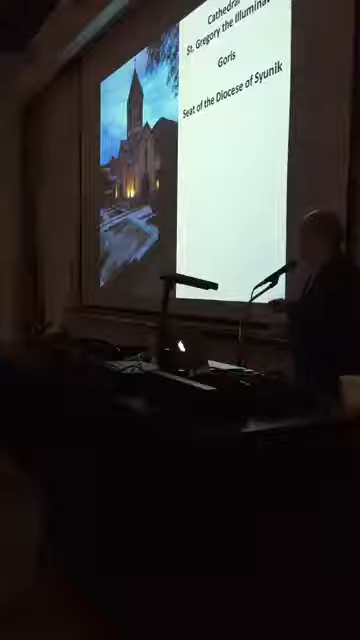 Cathedral
St. Gregory the Illumina
Goris
Seat of the Diocese of Syunik